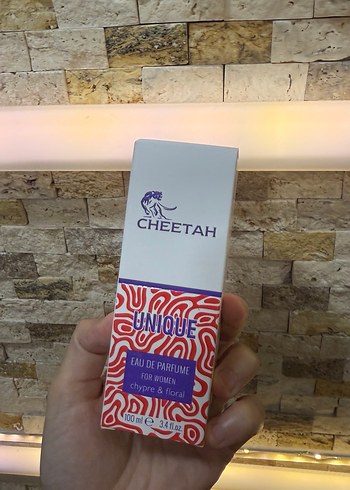 CHEETAH
UNIQUE
EAU DE PARFUME
FOR WOMEN
chypre & floral
100 ml ℮ 3.4 fl.oz.